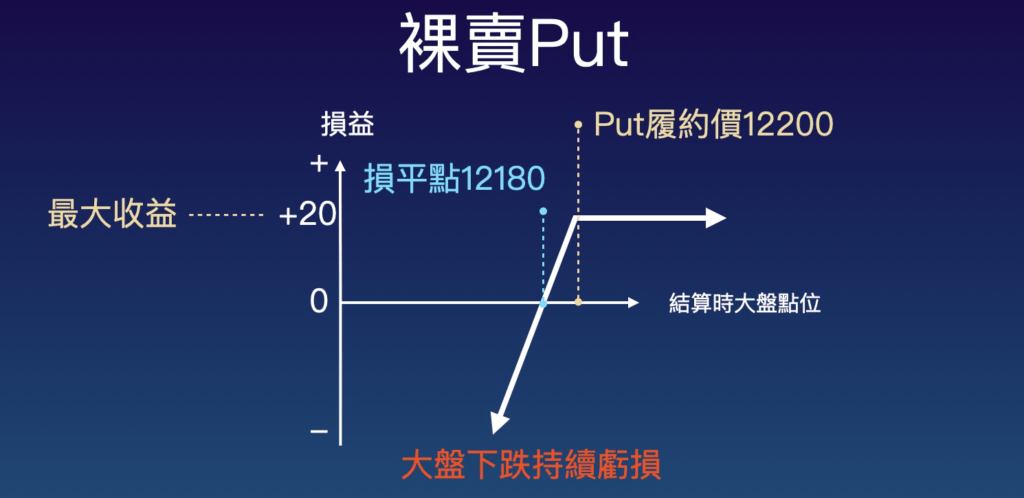 裸賣Put
損益
Put履約價12200
+
損平點12180
最大收益
+20
0
結算時大盤點位
−
大盤下跌持續虧損